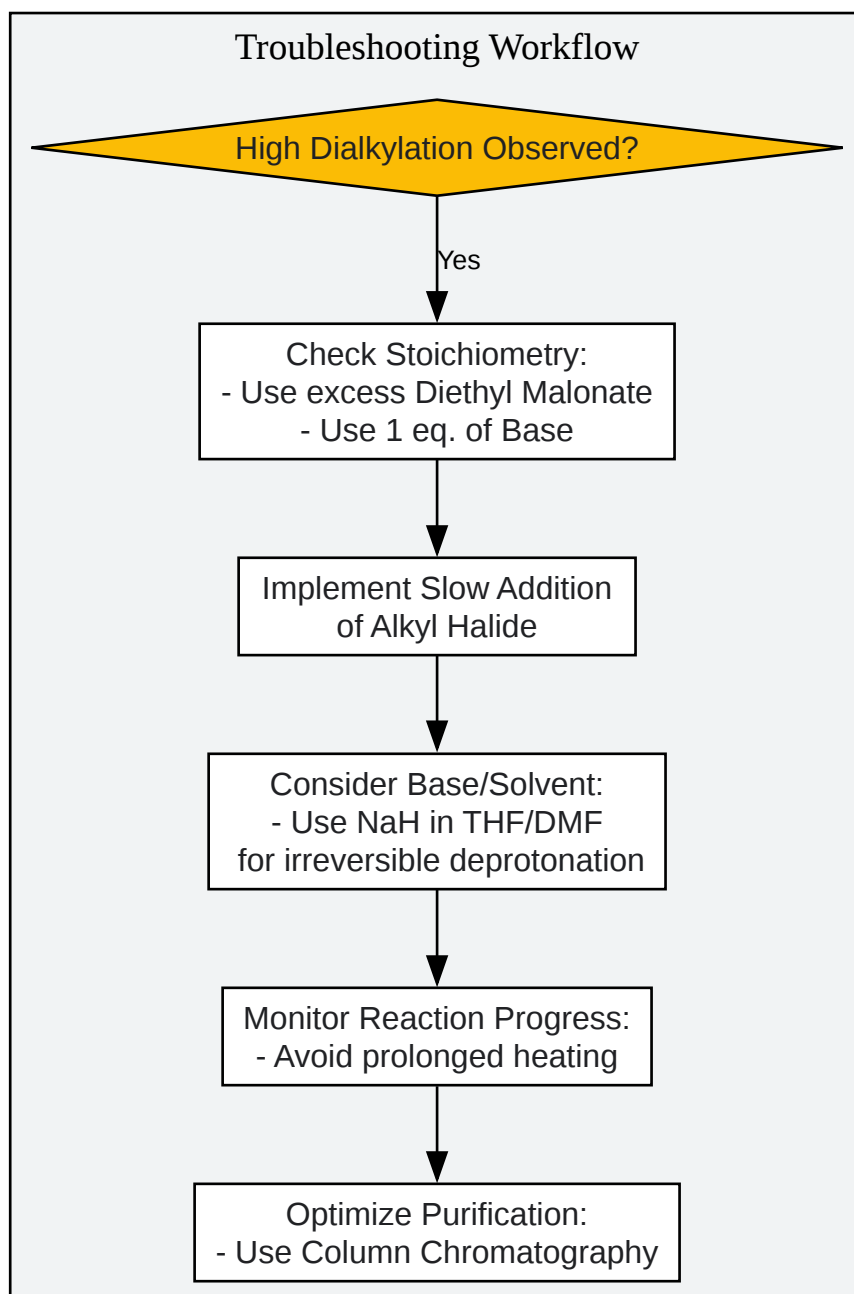 Troubleshooting Workflow
High Dialkylation Observed?
Yes
Check Stoichiometry:
- Use excess Diethyl Malonate
- Use 1 eq. of Base
Implement Slow Addition
of Alkyl Halide
Consider Base/Solvent:
- Use NaH in THF/DMF
for irreversible deprotonation
Monitor Reaction Progress:
- Avoid prolonged heating
Optimize Purification:
- Use Column Chromatography